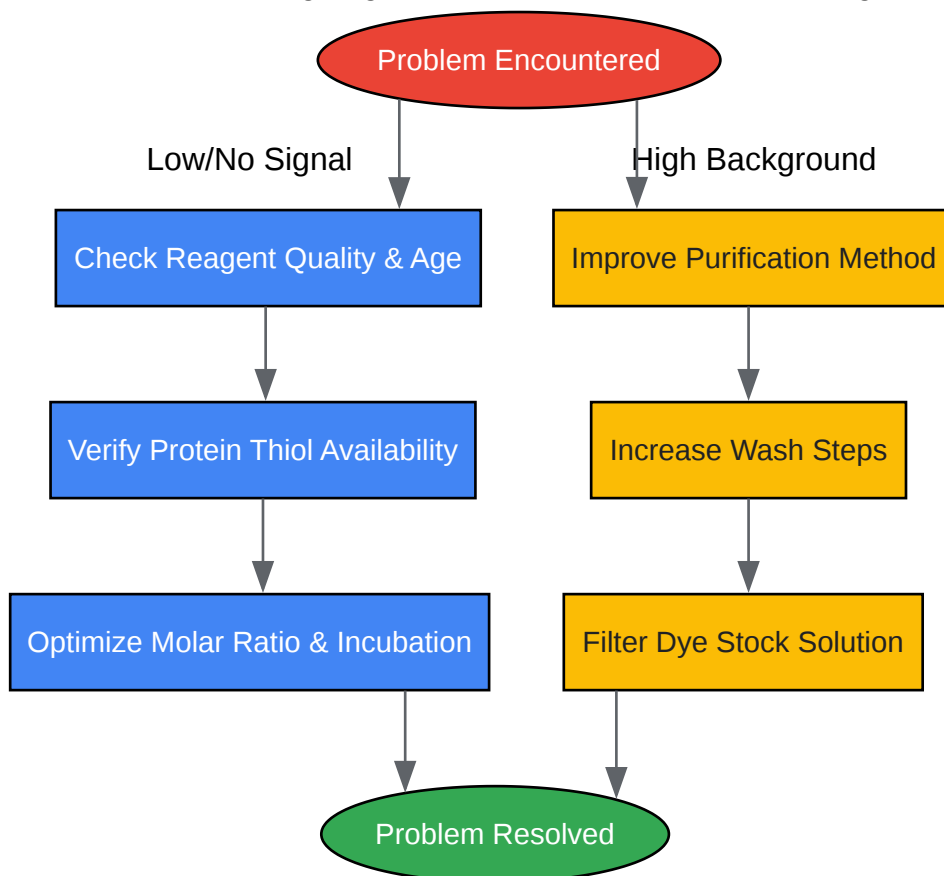 Problem Encountered
Low/No Signal
High Background
Check Reagent Quality & Age
Improve Purification Method
Verify Protein Thiol Availability
Increase Wash Steps
Optimize Molar Ratio & Incubation
Filter Dye Stock Solution
Problem Resolved